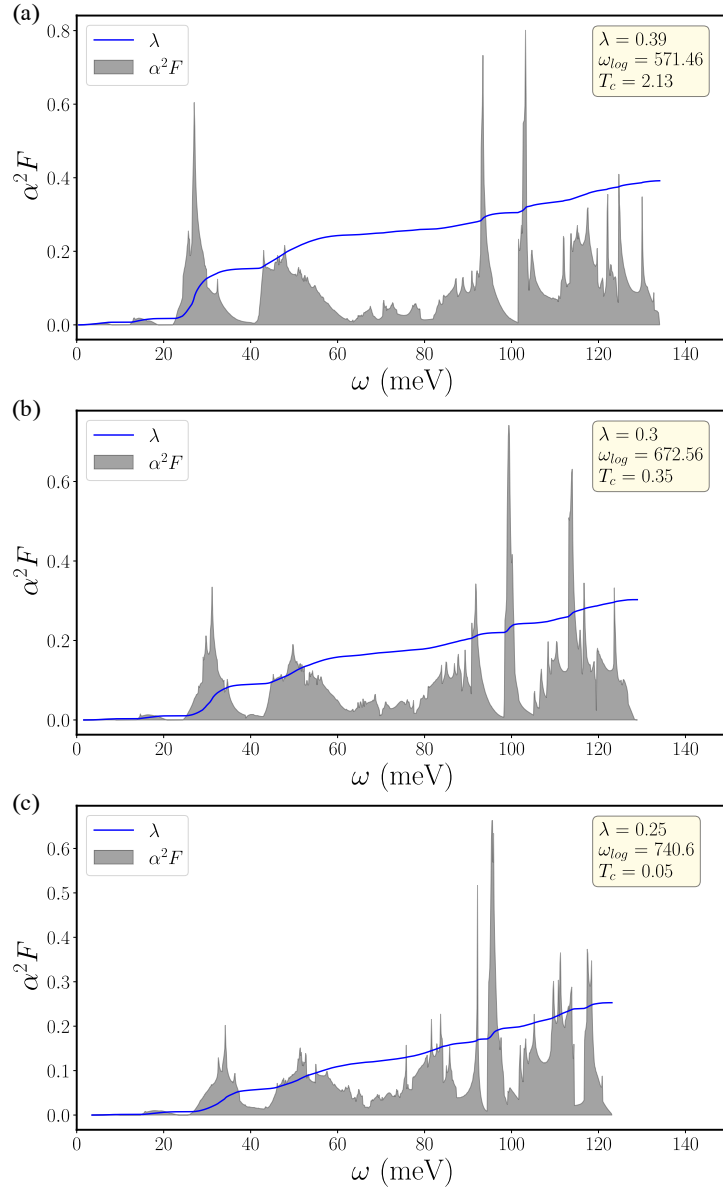 (a)
λ
α²F
λ = 0.39
ω_log = 571.46
T_c = 2.13
α²F
0.8
0.6
0.4
0.2
0.0
0 20 40 60 80 100 120 140
ω (meV)
(b)
λ
α²F
λ = 0.3
ω_log = 672.56
T_c = 0.35
α²F
0.6
0.4
0.2
0.0
0 20 40 60 80 100 120 140
ω (meV)
(c)
λ
α²F
λ = 0.25
ω_log = 740.6
T_c = 0.05
α²F
0.6
0.5
0.4
0.3
0.2
0.1
0.0
0 20 40 60 80 100 120 140
ω (meV)